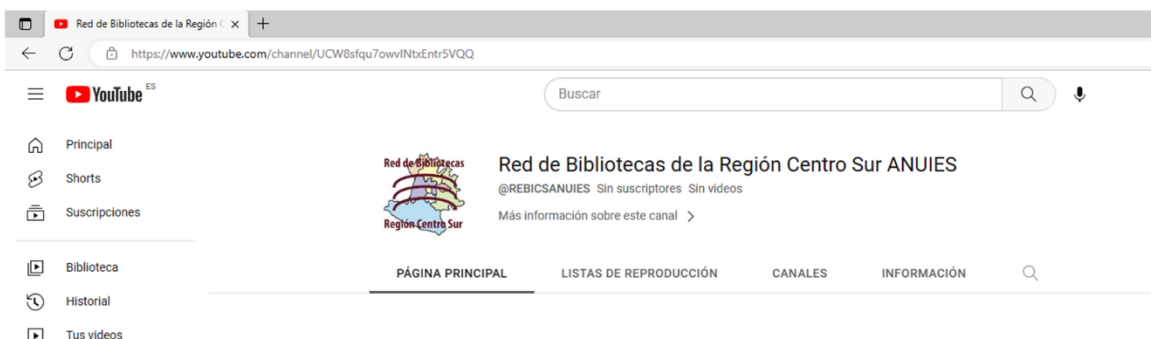 Red de Bibliotecas de la Región C
https://www.youtube.com/channel/UCW8sfqu7owvINtxEntr5VQQ
YouTube ES
Buscar
Principal
Shorts
Suscripciones
Biblioteca
Historial
Tus videos
Red de Bibliotecas
Región Centro Sur
Red de Bibliotecas de la Región Centro Sur ANUIES
@REBICSANUIES Sin suscriptores Sin videos
Más información sobre este canal
PÁGINA PRINCIPAL LISTAS DE REPRODUCCIÓN CANALES INFORMACIÓN